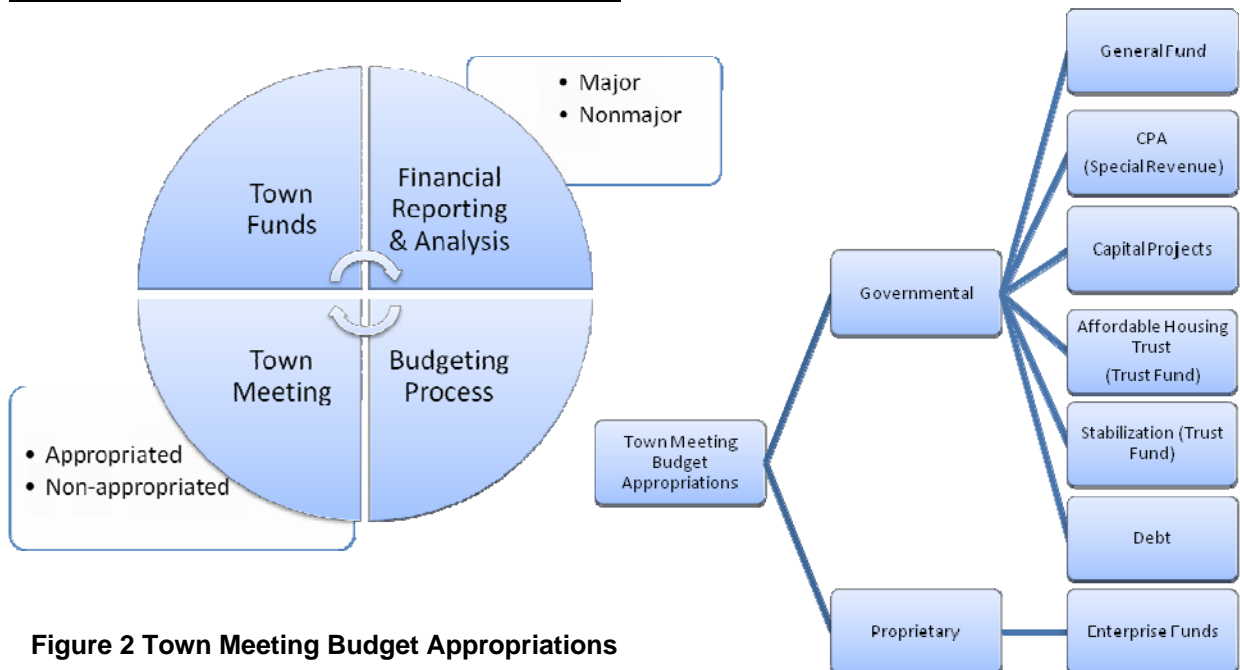 • Major
• Nonmajor
Town
Funds
Financial
Reporting
& Analysis
Town
Meeting
Budgeting
Process
• Appropriated
• Non-appropriated
Town Meeting
Budget
Appropriations
Governmental
Proprietary
General Fund
CPA
(Special Revenue)
Capital Projects
Affordable Housing
Trust
(Trust Fund)
Stabilization (Trust
Fund)
Debt
Enterprise Funds
Figure 2 Town Meeting Budget Appropriations